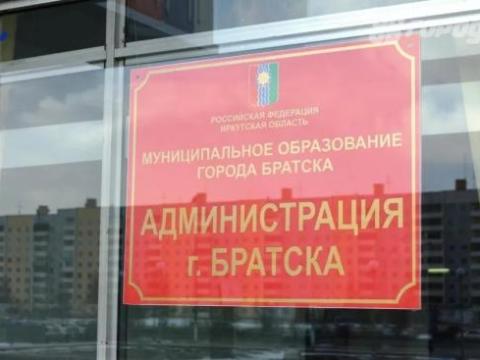 РОССИЙСКАЯ ФЕДЕРАЦИЯ
ИРКУТСКАЯ ОБЛАСТЬ
МУНИЦИПАЛЬНОЕ ОБРАЗОВАНИЕ
ГОРОДА БРАТСКА
АДМИНИСТРАЦИЯ
г. БРАТСКА